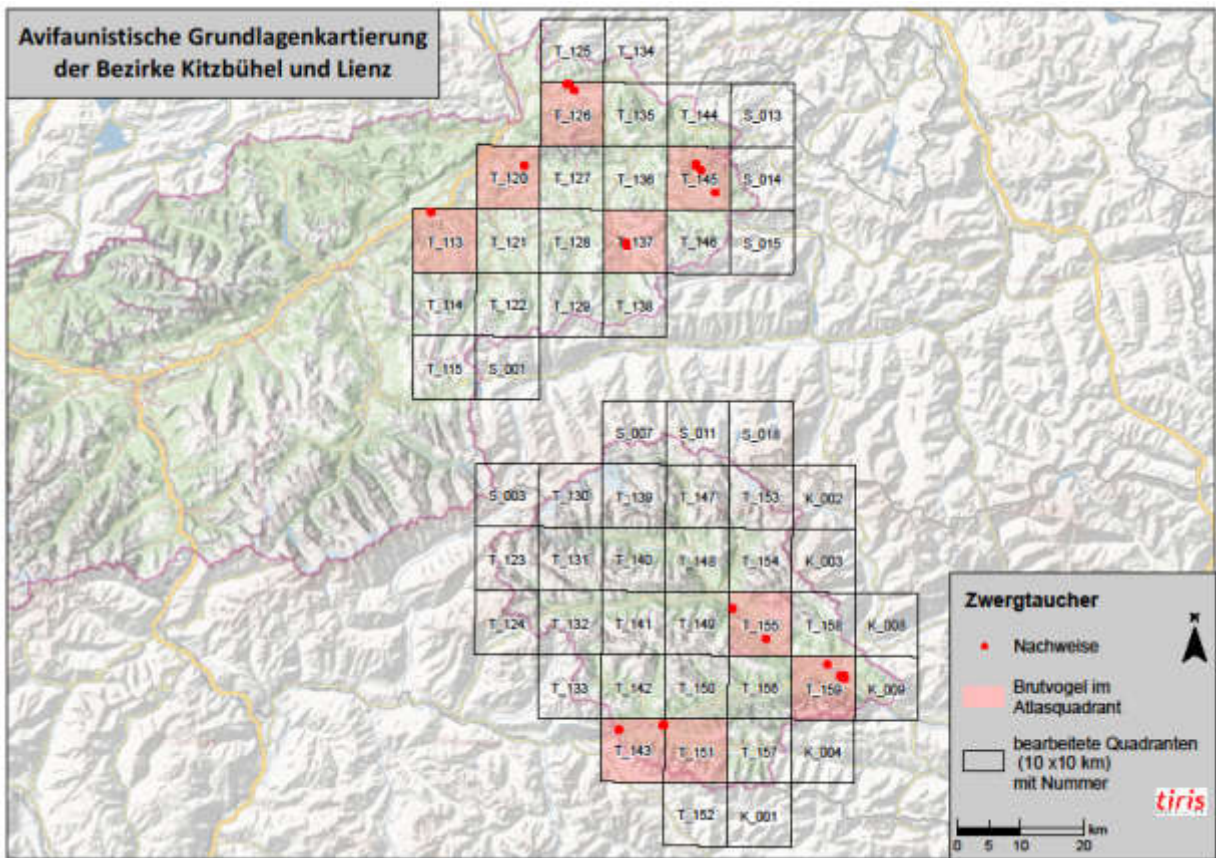 Avifaunistische Grundlagenkartierung
der Bezirke Kitzbühel und Lienz
T_125 T_134
T_126 T_135 T_144 S_013
T_120 T_127 T_136 T_145 S_014
T_113 T_121 T_128 T_137 T_146 S_015
T_114 T_122 T_129 T_138
T_115 S_001
S_007 S_011 S_018
S_003 T_130 T_139 T_147 T_153 K_002
T_123 T_131 T_140 T_148 T_154 K_003
T_124 T_132 T_141 T_149 T_155 T_158 K_008
T_133 T_142 T_150 T_156 T_159 K_009
T_143 T_151 T_157 K_004
T_152 K_001
Zwergtaucher
N
Nachweise
Brutvogel im
Atlasquadrant
bearbeitete Quadranten
(10 x10 km)
mit Nummer
tiris
km
0 5 10 20